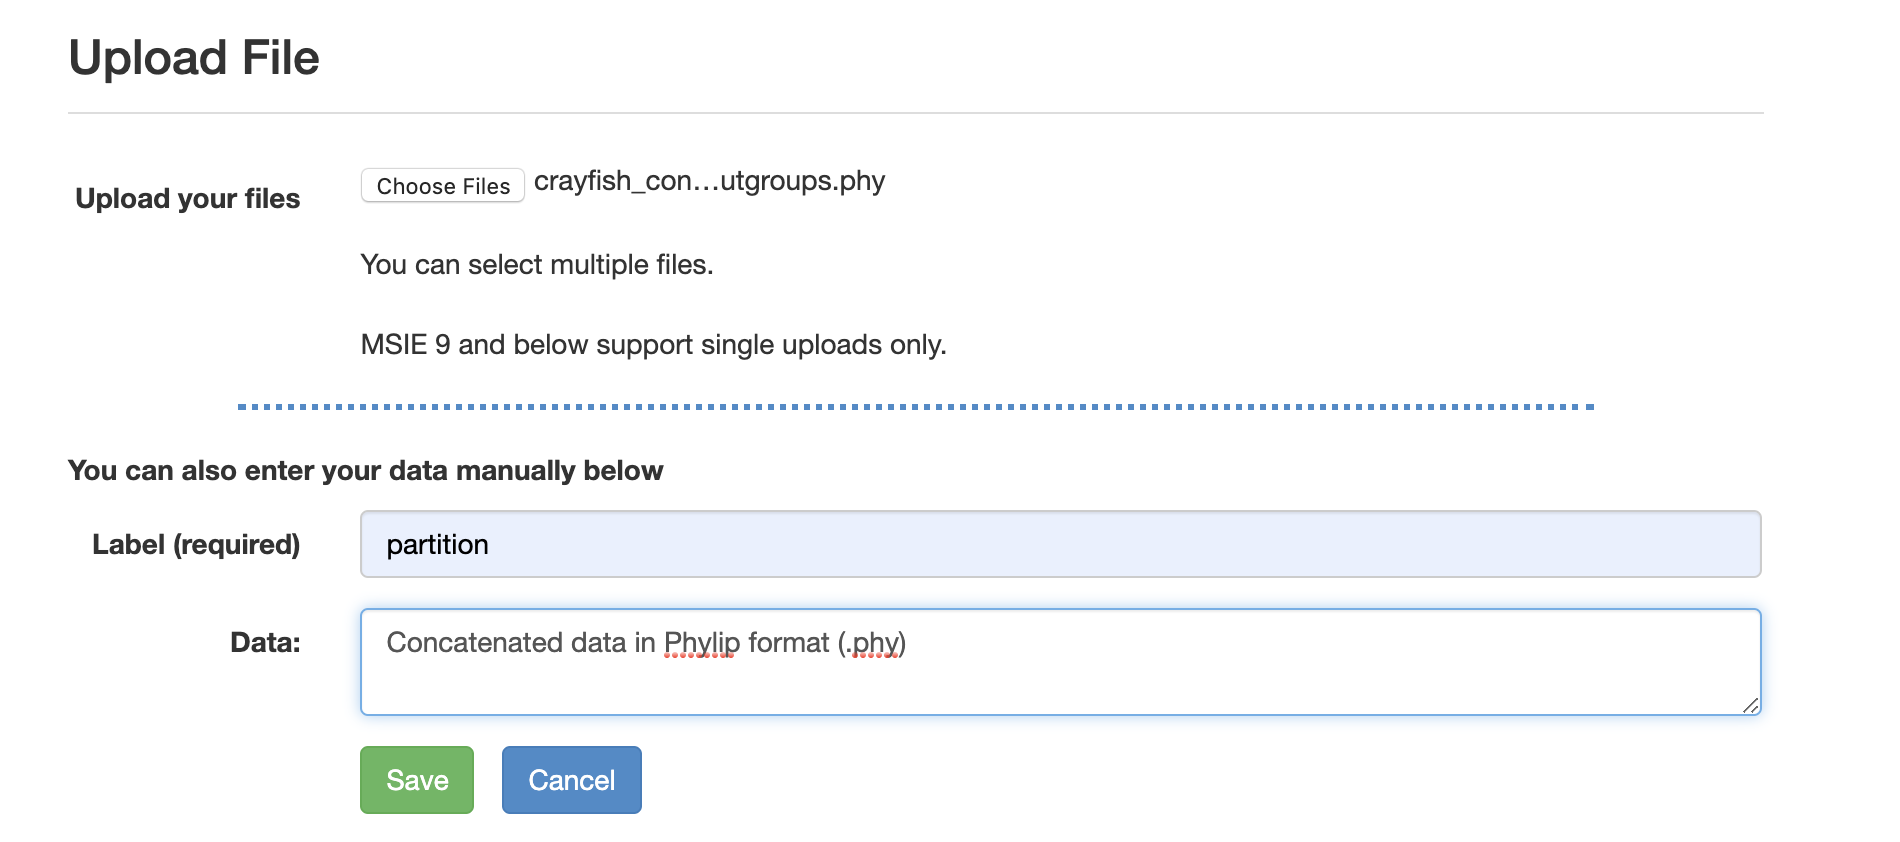 Upload File
Upload your files
Choose Files crayfish_con...utgroups.phy
You can select multiple files.
MSIE 9 and below support single uploads only.
You can also enter your data manually below
Label (required) partition
Data: Concatenated data in Phylip format (.phy)
Save Cancel